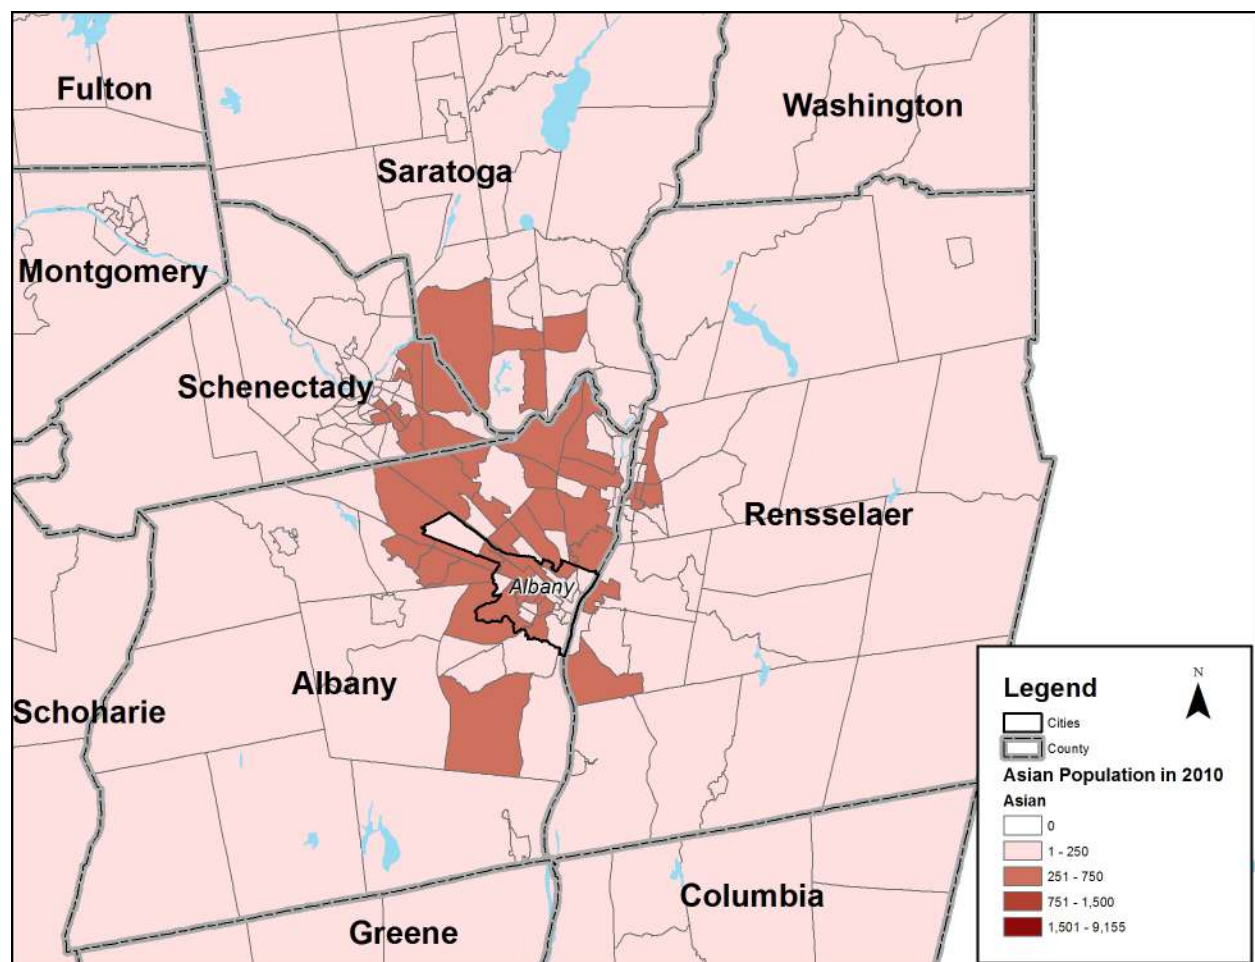 Fulton
Washington
Saratoga
Montgomery
Schenectady
Rensselaer
Albany
Albany
Schoharie
Columbia
Greene
N
Legend
Cities
County
Asian Population in 2010
Asian
0
1 - 250
251 - 750
751 - 1,500
1,501 - 9,155